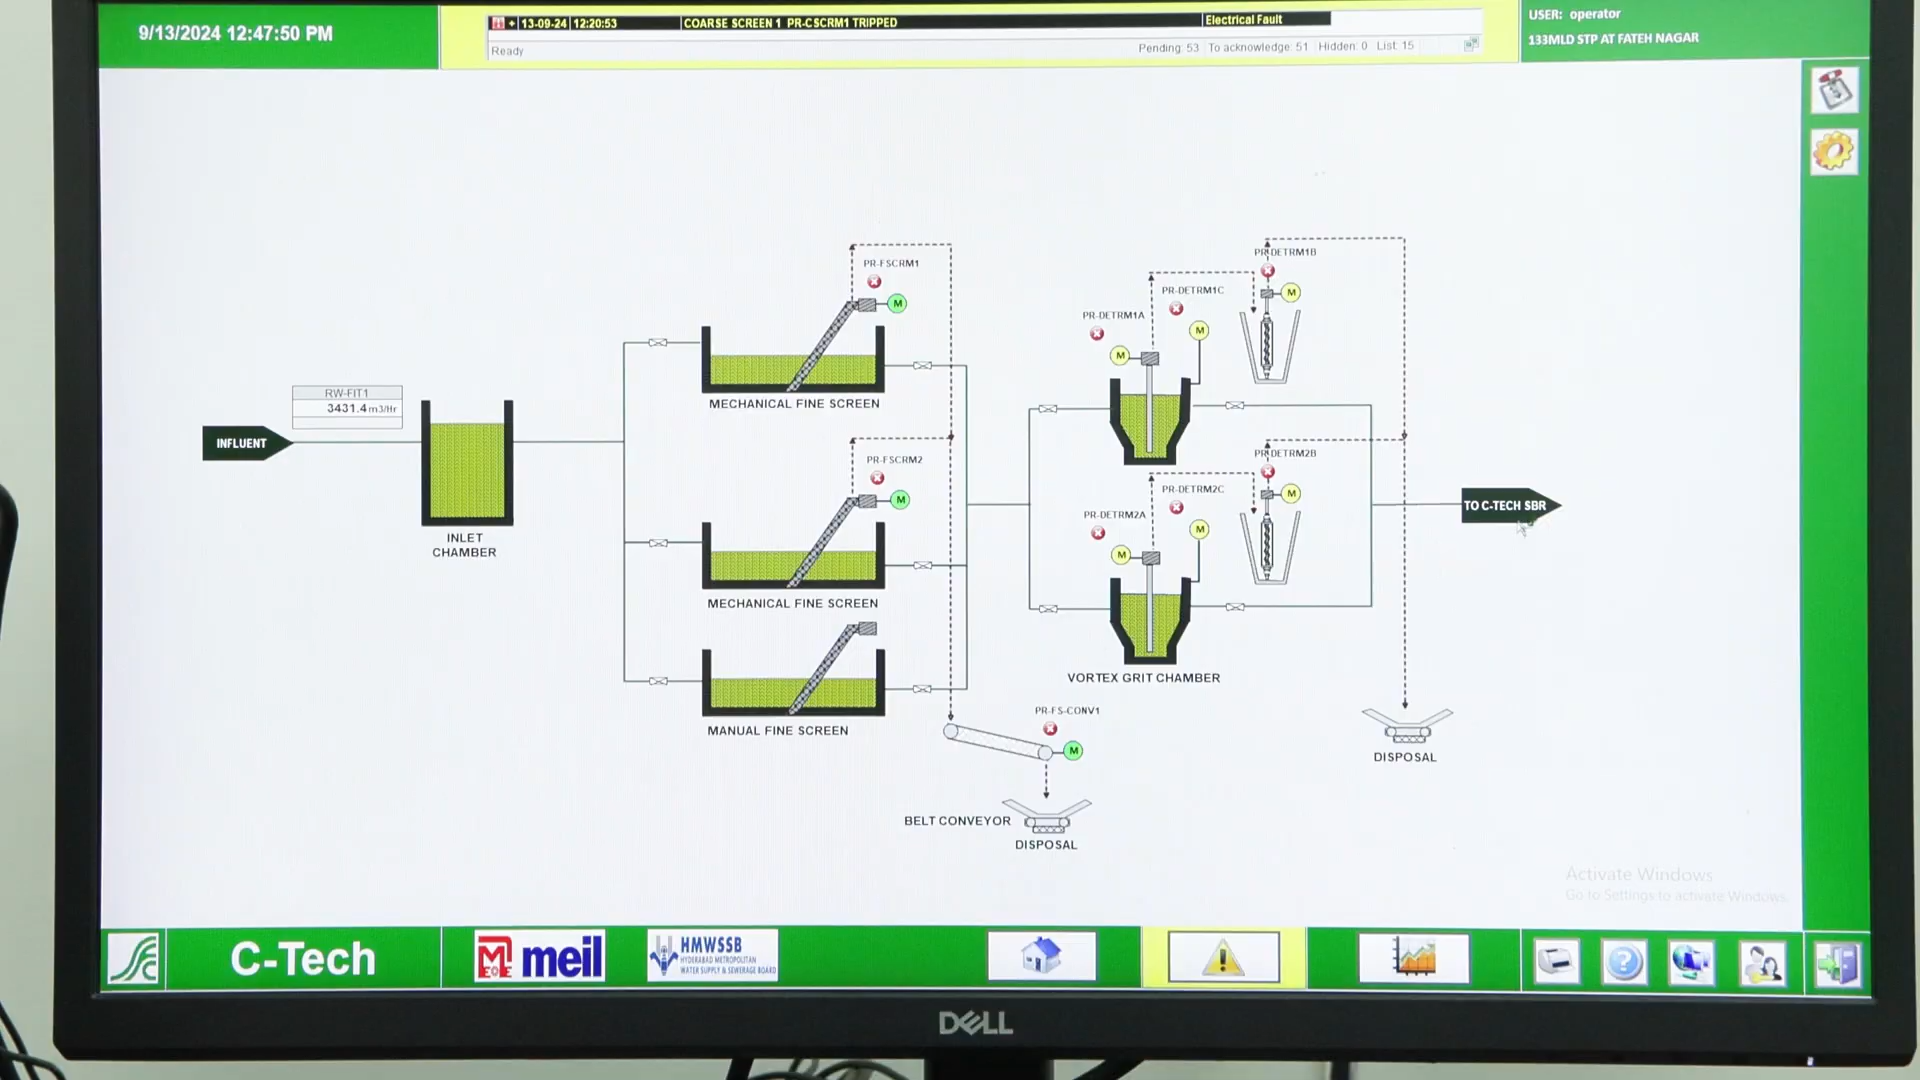 9/13/2024 12:47:50 PM
+ 13-09-24 12:20:53 COARSE SCREEN 1 PR-CSCRM1 TRIPPED Electrical Fault
Ready Pending: 53 To acknowledge: 51 Hidden: 0 List: 15
USER: operator
133MLD STP AT FATEH NAGAR
PR-FSCRM1
M
MECHANICAL FINE SCREEN
RW-FIT1
3431.4 m3/Hr
INFLUENT
INLET
CHAMBER
PR-FSCRM2
M
MECHANICAL FINE SCREEN
MANUAL FINE SCREEN
PR-DETRM1B
M
PR-DETRM1C
M
PR-DETRM1A
M
PR-DETRM2B
M
PR-DETRM2C
M
PR-DETRM2A
M
TO C-TECH SBR
VORTEX GRIT CHAMBER
PR-FS-CONV1
M
BELT CONVEYOR
DISPOSAL
DISPOSAL
Activate Windows
Go to Settings to activate Windows.
C-Tech
meil
HMWSSB
HYDERABAD METROPOLITAN
WATER SUPPLY & SEWERAGE BOARD
DELL